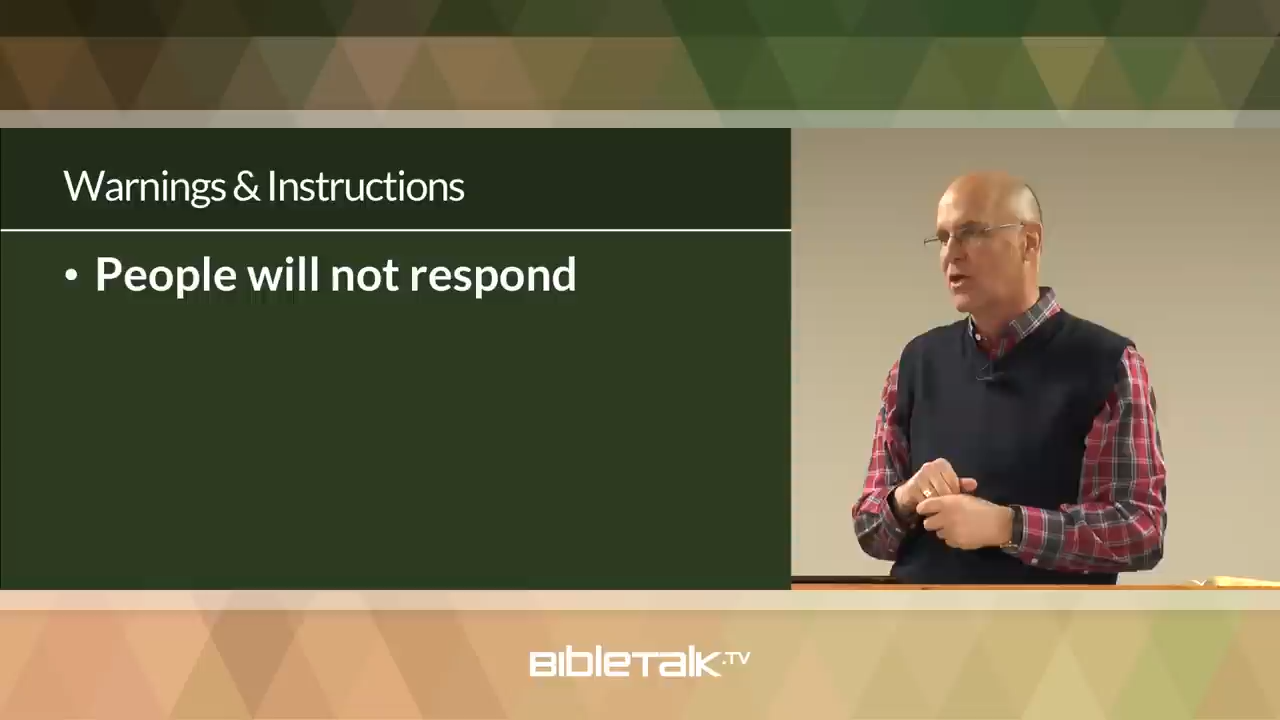 Warnings & Instructions
• People will not respond
BibleTalk.TV